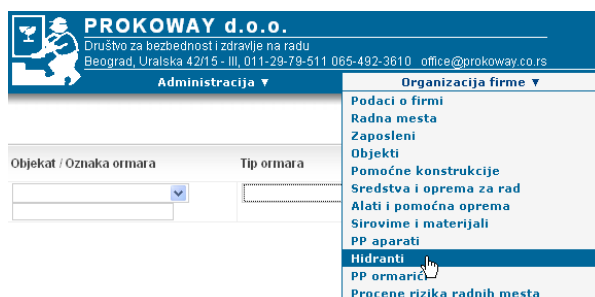 PROKOWAY d.o.o.
Društvo za bezbednost i zdravlje na radu
Beograd, Uralska 42/15 - III, 011-29-79-511 065-492-3610 office@prokoway.co.rs
Administracija ▼ Organizacija firme ▼
Podaci o firmi
Radna mesta
Zaposleni
Objekti
Objekat / Oznaka ormara Tip ormara
Pomoćne konstrukcije
Sredstva i oprema za rad
Alati i pomoćna oprema
Sirovime i materijali
PP aparati
Hidranti
PP ormarići
Procene rizika radnih mesta